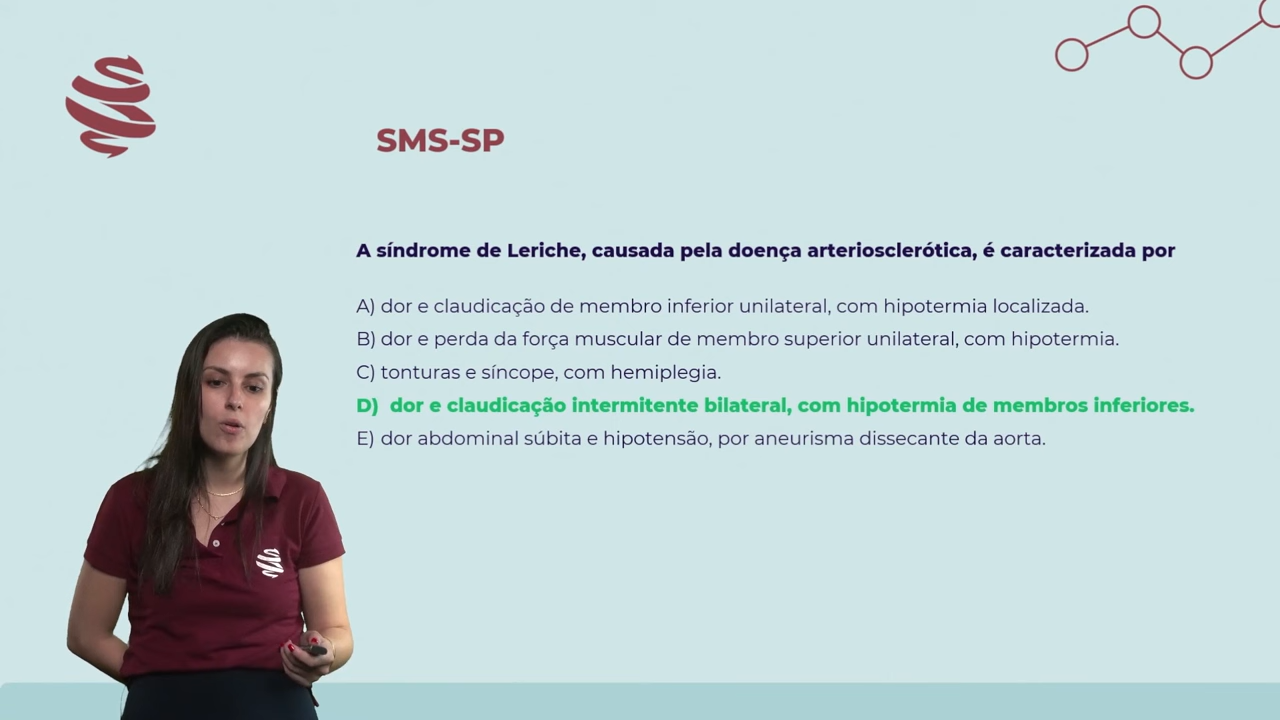 SMS-SP
A síndrome de Leriche, causada pela doença arteriosclerótica, é caracterizada por
A) dor e claudicação de membro inferior unilateral, com hipotermia localizada.
B) dor e perda da força muscular de membro superior unilateral, com hipotermia.
C) tonturas e síncope, com hemiplegia.
D) dor e claudicação intermitente bilateral, com hipotermia de membros inferiores.
E) dor abdominal súbita e hipotensão, por aneurisma dissecante da aorta.